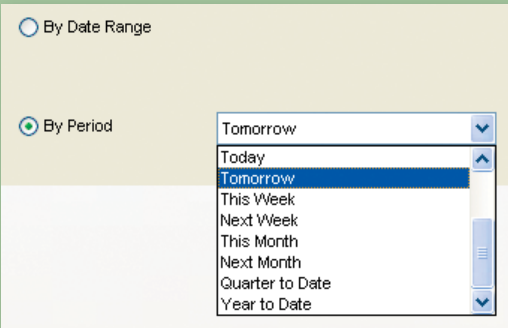 By Date Range
By Period
Tomorrow
Today
Tomorrow
This Week
Next Week
This Month
Next Month
Quarter to Date
Year to Date